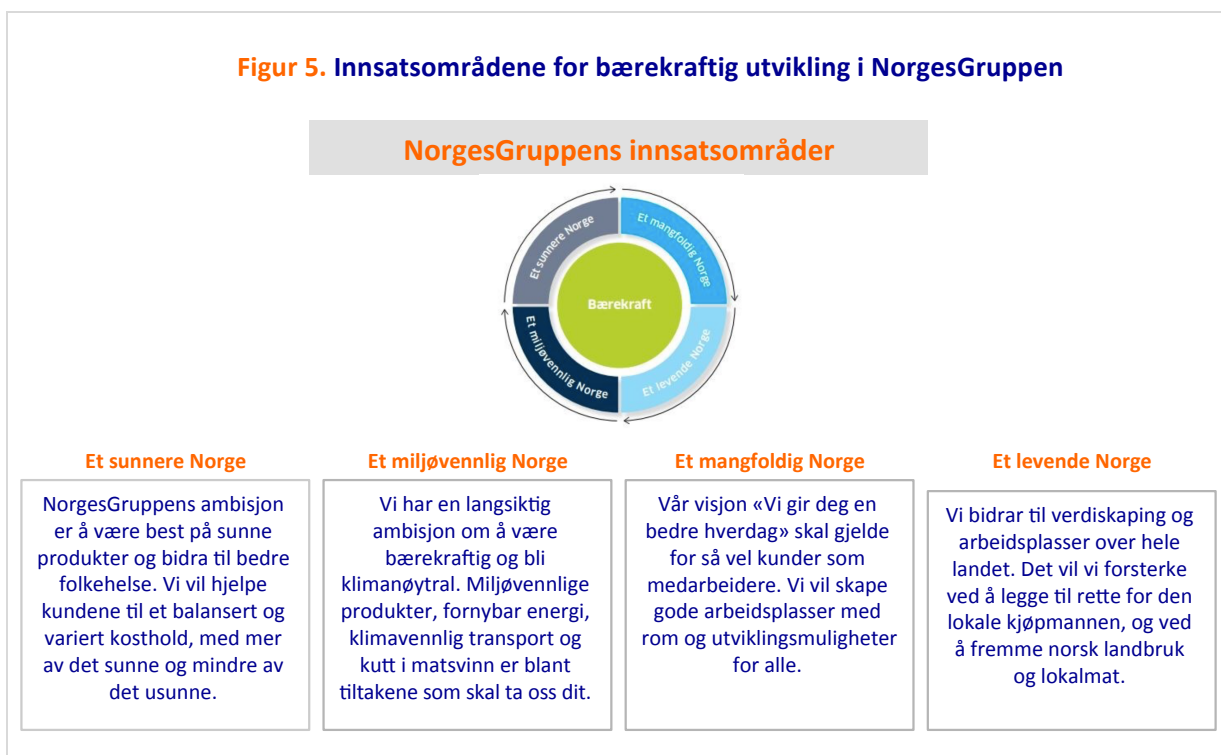 Figur 5. Innsatsområdene for bærekraftig utvikling i NorgesGruppen
NorgesGruppens innsatsområder
Et sunnere Norge
Et mangfoldig Norge
Bærekraft
Et miljøvennlig Norge
Et levende Norge
Et sunnere Norge
NorgesGruppens ambisjon
er å være best på sunne
produkter og bidra til bedre
folkehelse. Vi vil hjelpe
kundene til et balansert og
variert kosthold, med mer
av det sunne og mindre av
det usunne.
Et miljøvennlig Norge
Vi har en langsiktig
ambisjon om å være
bærekraftig og bli
klimanøytral. Miljøvennlige
produkter, fornybar energi,
klimavennlig transport og
kutt i matsvinn er blant
tiltakene som skal ta oss dit.
Et mangfoldig Norge
Vår visjon «Vi gir deg en
bedre hverdag» skal gjelde
for så vel kunder som
medarbeidere. Vi vil skape
gode arbeidsplasser med
rom og utviklingsmuligheter
for alle.
Et levende Norge
Vi bidrar til verdiskaping og
arbeidsplasser over hele
landet. Det vil vi forsterke
ved å legge til rette for den
lokale kjøpmannen, og ved
å fremme norsk landbruk
og lokalmat.